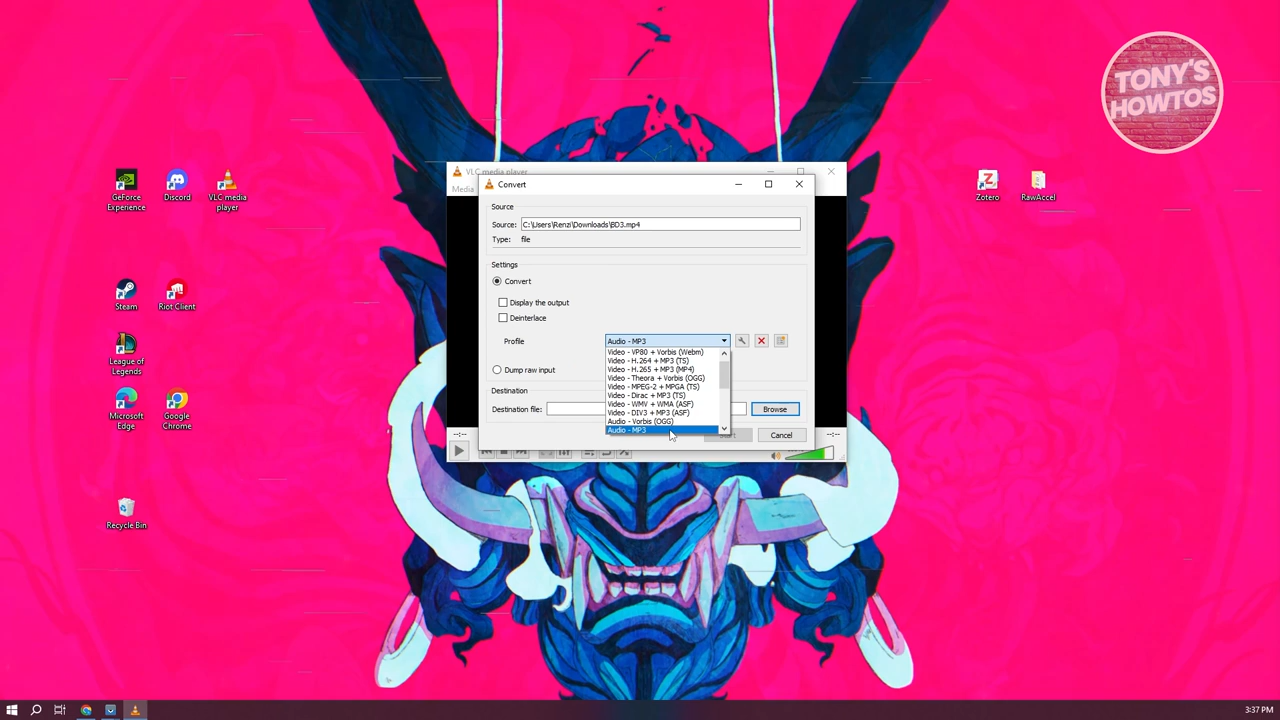 TONY'S
HOWTOS
GeForce
Experience
Discord
VLC media
player
Zotero
RawAccel
VLC media player
Media
Convert
Source
Source:
C:\Users\Renzi\Downloads\BD3.mp4
Type:
file
Settings
Convert
Display the output
Deinterlace
Profile
Audio - MP3
Video - VP80 + Vorbis (Webm)
Video - H.264 + MP3 (TS)
Video - H.265 + MP3 (MP4)
Video - Theora + Vorbis (OGG)
Video - MPEG-2 + MPGA (TS)
Video - Dirac + MP3 (TS)
Video - WMV + WMA (ASF)
Video - DIV3 + MP3 (ASF)
Audio - Vorbis (OGG)
Audio - MP3
Dump raw input
Destination
Destination file:
Browse
Start
Cancel
--:--
--:--
Steam
Riot Client
League of
Legends
Microsoft
Edge
Google
Chrome
Recycle Bin
3:37 PM